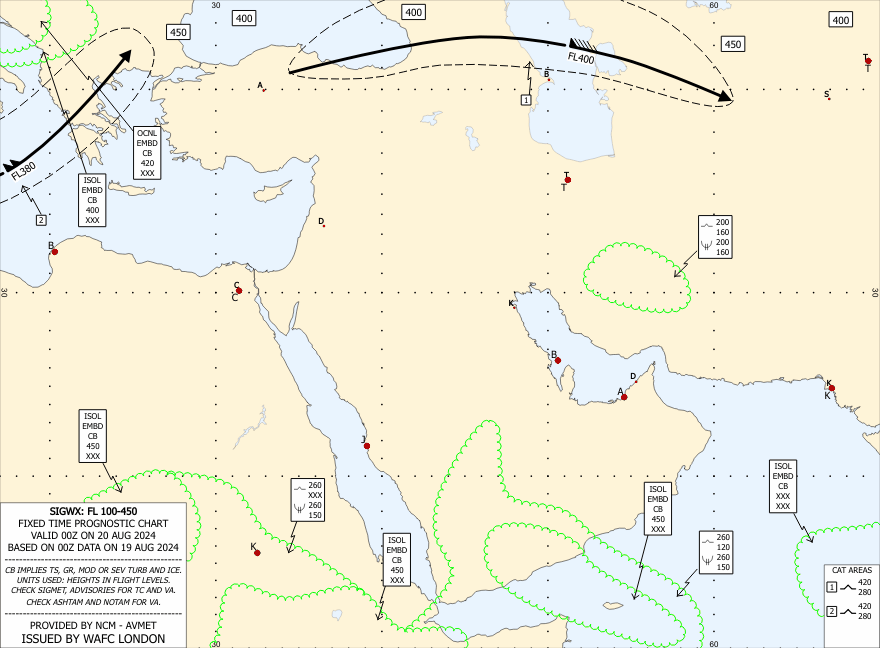 30
60
400
450
400
450
400
T
T
A
B
S
FL400
1
OCNL
EMBD
CB
420
XXX
FL380
ISOL
EMBD
CB
400
XXX
2
T
T
D
B
200
160
200
160
C
C
30
30
K
B
D
A
K
K
ISOL
EMBD
CB
450
XXX
J
260
XXX
260
150
ISOL
EMBD
CB
450
XXX
ISOL
EMBD
CB
XXX
XXX
K
ISOL
EMBD
CB
450
XXX
260
120
260
150
SIGWX: FL 100-450
FIXED TIME PROGNOSTIC CHART
VALID 00Z ON 20 AUG 2024
BASED ON 00Z DATA ON 19 AUG 2024
CB IMPLIES TS, GR, MOD OR SEV TURB AND ICE.
UNITS USED: HEIGHTS IN FLIGHT LEVELS.
CHECK SIGMET, ADVISORIES FOR TC AND VA.
CHECK ASHTAM AND NOTAM FOR VA.
PROVIDED BY NCM - AVMET
ISSUED BY WAFC LONDON
CAT AREAS
1 420
280
2 420
280
30
60